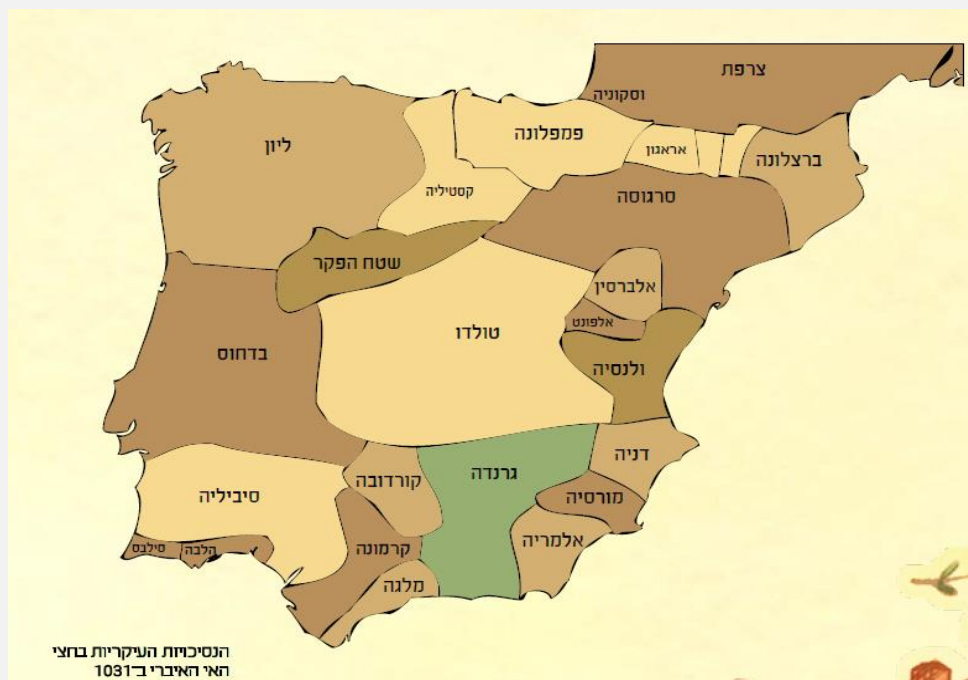 צרפת
וסקוניה
פמפלונה
ליון
אראגון
ברצלונה
קסטיליה
סרגוסה
שטח הפקר
אלברסין
אלפונט
טולדו
בדחוס
ולנסיה
דניה
גרנדה
קורדובה
סיביליה
מורסיה
אלמריה
קרמונה
הלבה
סילבס
מלגה
הנסיכויות העיקריות בחצי
האי האיברי ב־1031